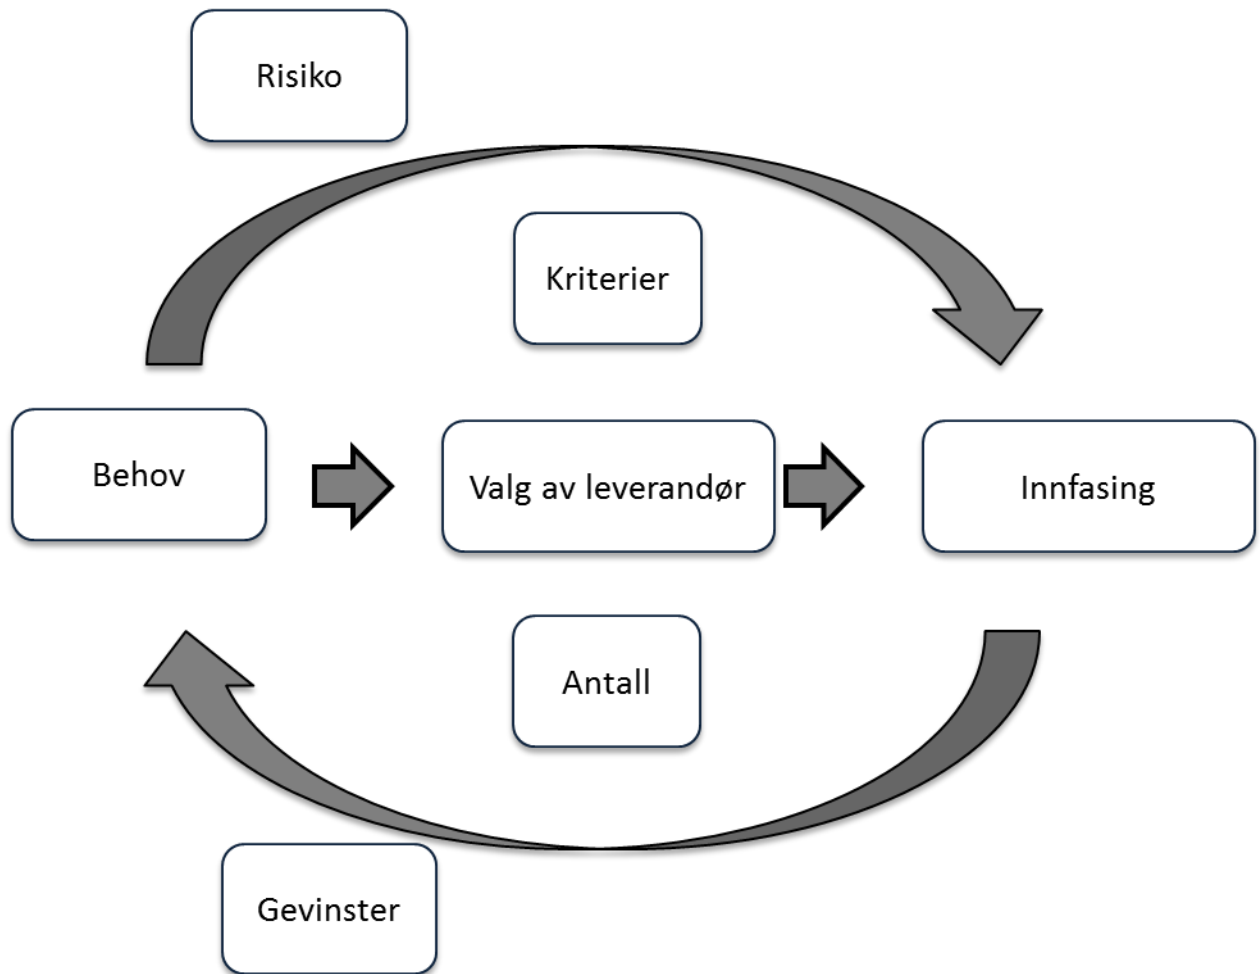 Risiko
Kriterier
Behov
Valg av leverandør
Innfasing
Antall
Gevinster